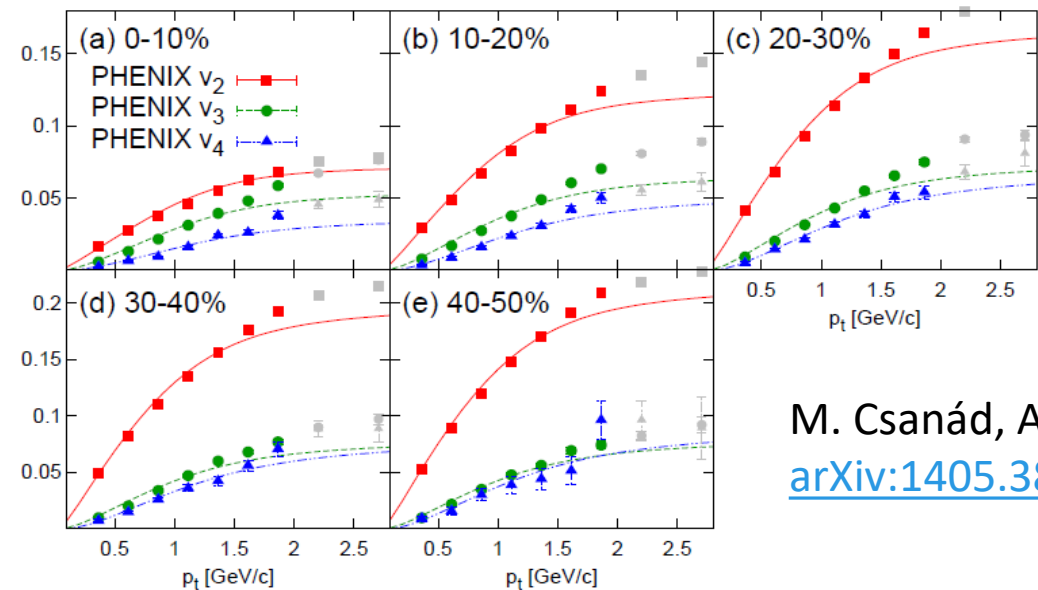 0.15
0.1
0.05
(a) 0-10%
PHENIX v2
PHENIX v3
PHENIX v4
(b) 10-20%
(c) 20-30%
0.5 1 1.5 2 2.5
pt [GeV/c]
0.2
0.15
0.1
0.05
(d) 30-40%
(e) 40-50%
0.5 1 1.5 2 2.5
pt [GeV/c]
0.5 1 1.5 2 2.5
pt [GeV/c]
M. Csanád, A
arXiv:1405.38